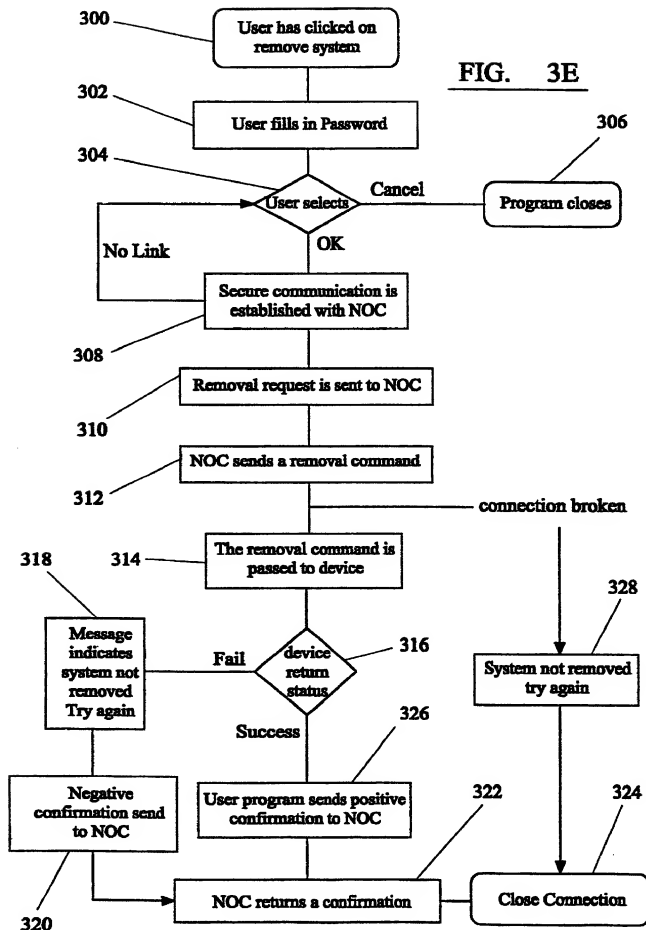 300
User has clicked on
remove system
FIG. 3E
302
User fills in Password
304
306
User selects
Cancel
Program closes
No Link
OK
Secure communication is
established with NOC
308
Removal request is sent to NOC
310
NOC sends a removal command
312
connection broken
314
The removal command is
passed to device
318
328
Message
indicates
system not
removed
Try again
Fail
device
return
status
316
System not removed
try again
Success
326
Negative
confirmation send
to NOC
User program sends positive
confirmation to NOC
322
324
NOC returns a confirmation
Close Connection
320